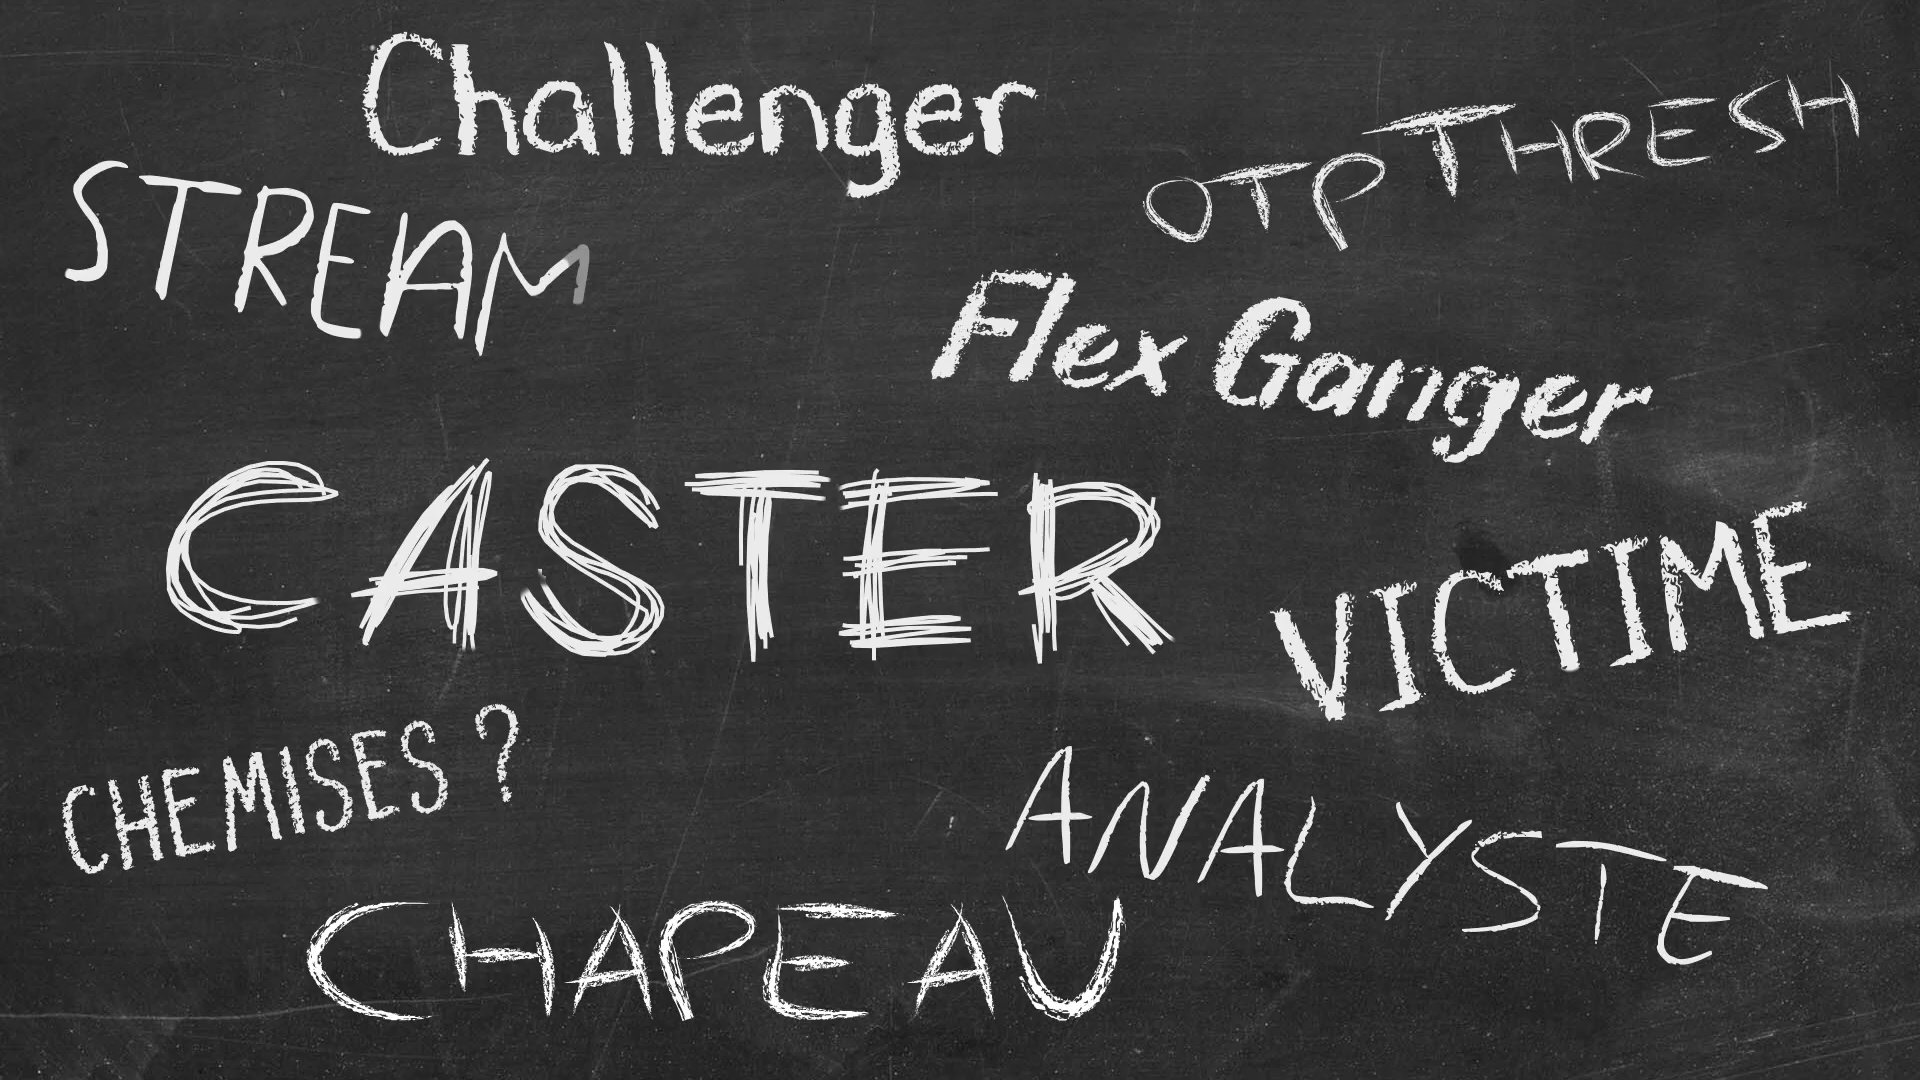 Challenger
OTP THRESH
STREAM
Flex Ganger
CASTER
VICTIME
CHEMISES ?
ANALYSTE
CHAPEAU